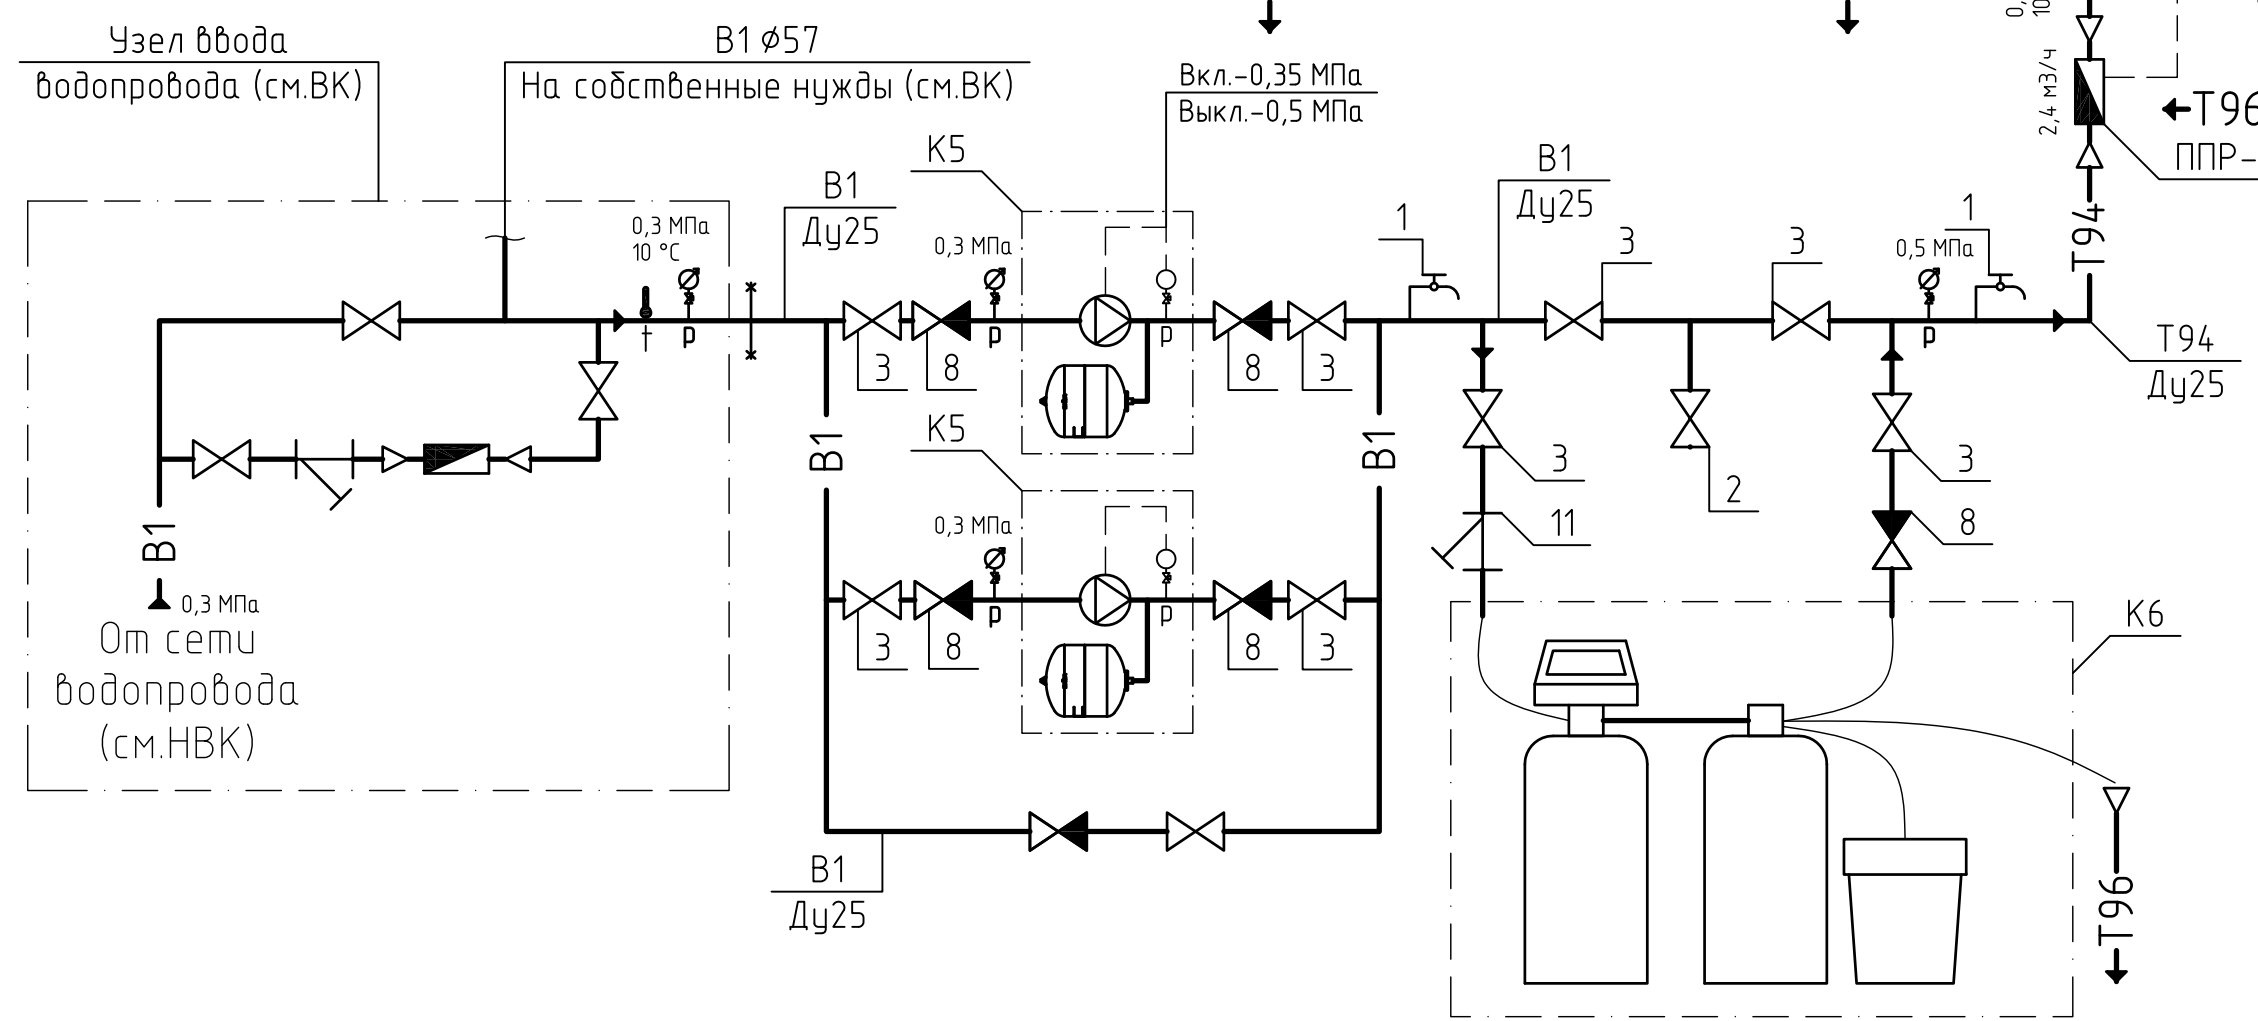 Узел ввода
водопровода (см.ВК)
В1 ⌀57
На собственные нужды (см.ВК)
Вкл.-0,35 МПа
Выкл.-0,5 МПа
К5
В1
Ду25
0,3 МПа
10 °С
р
0,3 МПа
р
р
3
8
8
3
1
В1
Ду25
3
3
1
0,5 МПа
р
Т94
Т94
Ду25
2,4 м3/ч
Т96
ППР-
В1
В1
В1
0,3 МПа
От сети
водопровода
(см.НВК)
К5
0,3 МПа
р
р
3
8
8
3
В1
Ду25
3
11
2
3
8
К6
Т96